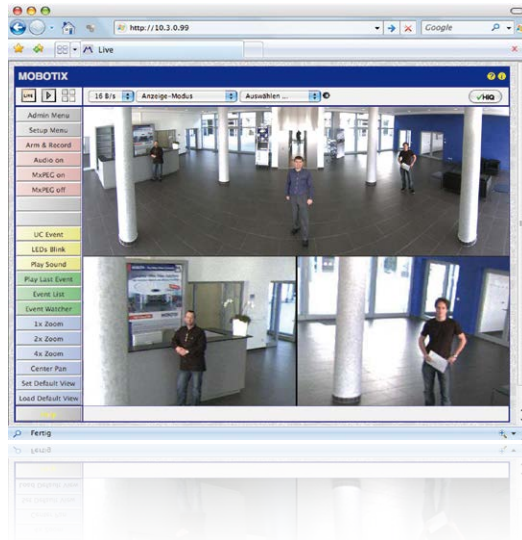 http://10.3.0.99
Google
Live
MOBOTIX
LIVE
16 B/s
Anzeige-Modus
Auswählen ...
HiQ
Admin Menu
Setup Menu
Arm & Record
Audio on
MxPEG on
MxPEG off
UC Event
LEDs Blink
Play Sound
Play Last Event
Event List
Event Watcher
1x Zoom
2x Zoom
4x Zoom
Center Pan
Set Default View
Load Default View
Fertig